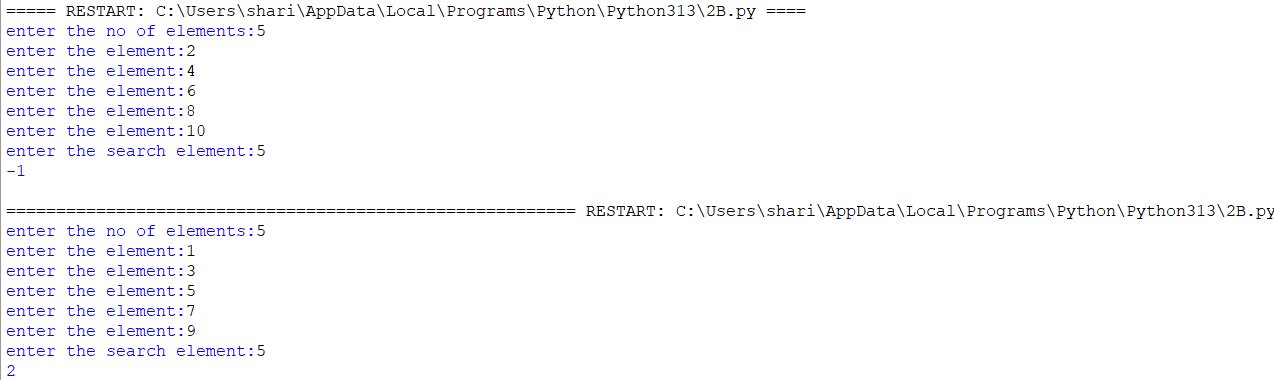 ===== RESTART: C:\Users\shari\AppData\Local\Programs\Python\Python313\2B.py ====
enter the no of elements:5
enter the element:2
enter the element:4
enter the element:6
enter the element:8
enter the element:10
enter the search element:5
-1
========================================================= RESTART: C:\Users\shari\AppData\Local\Programs\Python\Python313\2B.py
enter the no of elements:5
enter the element:1
enter the element:3
enter the element:5
enter the element:7
enter the element:9
enter the search element:5
2